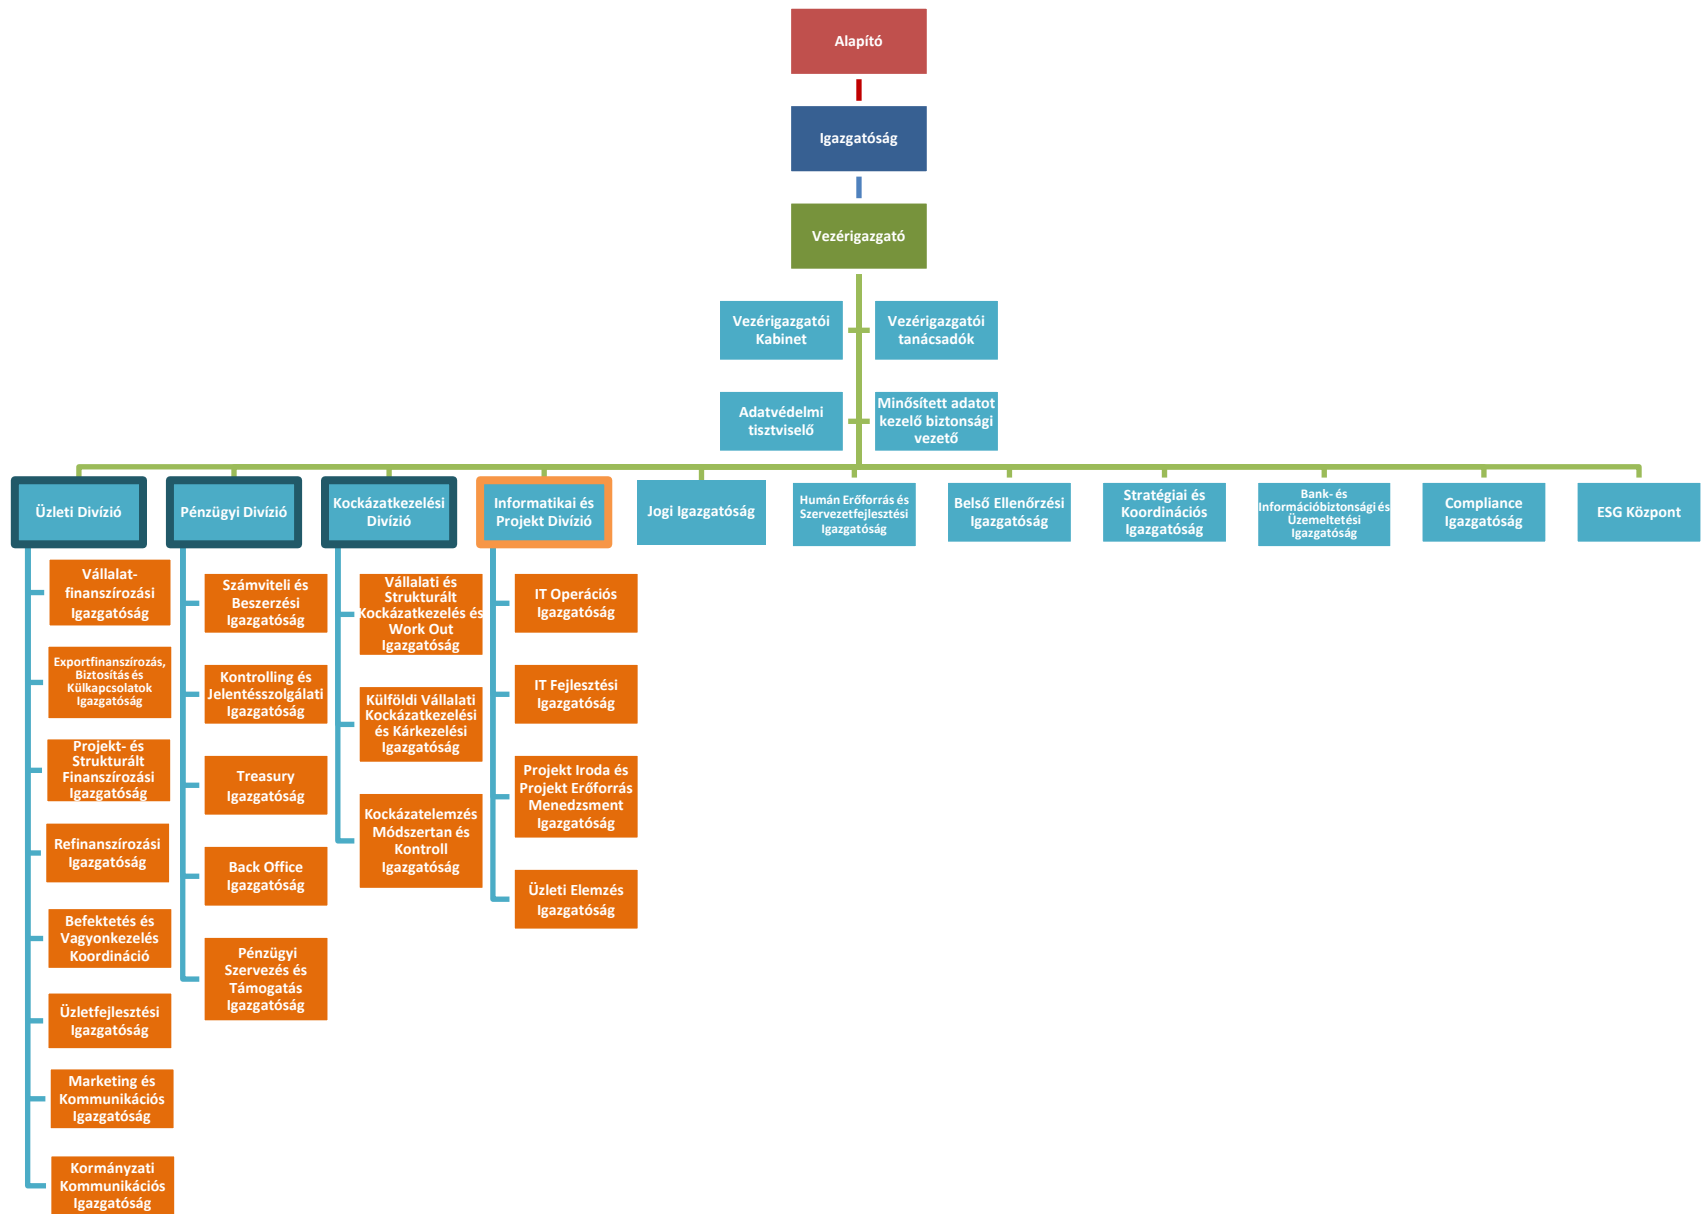 Alapító
Igazgatóság
Vezérigazgató
Vezérigazgatói
Kabinet
Vezérigazgatói
tanácsadók
Adatvédelmi
tisztviselő
Minősített adatot
kezelő biztonsági
vezető
Üzleti Divízió
Pénzügyi Divízió
Kockázatkezelési
Divízió
Informatikai és
Projekt Divízió
Jogi Igazgatóság
Humán Erőforrás és
Szervezetfejlesztési
Igazgatóság
Belső Ellenőrzési
Igazgatóság
Stratégiai és
Koordinációs
Igazgatóság
Bank- és
Információbiztonsági és
Üzemeltetési
Igazgatóság
Compliance
Igazgatóság
ESG Központ
Vállalat-
finanszírozási
Igazgatóság
Exportfinanszírozás,
Biztosítás és
Külkapcsolatok
Igazgatóság
Projekt- és
Strukturált
Finanszírozási
Igazgatóság
Refinanszírozási
Igazgatóság
Befektetés és
Vagyonkezelés
Koordináció
Üzletfejlesztési
Igazgatóság
Marketing és
Kommunikációs
Igazgatóság
Kormányzati
Kommunikációs
Igazgatóság
Számviteli és
Beszerzési
Igazgatóság
Kontrolling és
Jelentésszolgálati
Igazgatóság
Treasury
Igazgatóság
Back Office
Igazgatóság
Pénzügyi
Szervezés és
Támogatás
Igazgatóság
Vállalati és
Strukturált
Kockázatkezelés és
Work Out
Igazgatóság
Külföldi Vállalati
Kockázatkezelési
és Kárkezelési
Igazgatóság
Kockázatelemzés
Módszertan és
Kontroll
Igazgatóság
IT Operációs
Igazgatóság
IT Fejlesztési
Igazgatóság
Projekt Iroda és
Projekt Erőforrás
Menedzsment
Igazgatóság
Üzleti Elemzés
Igazgatóság